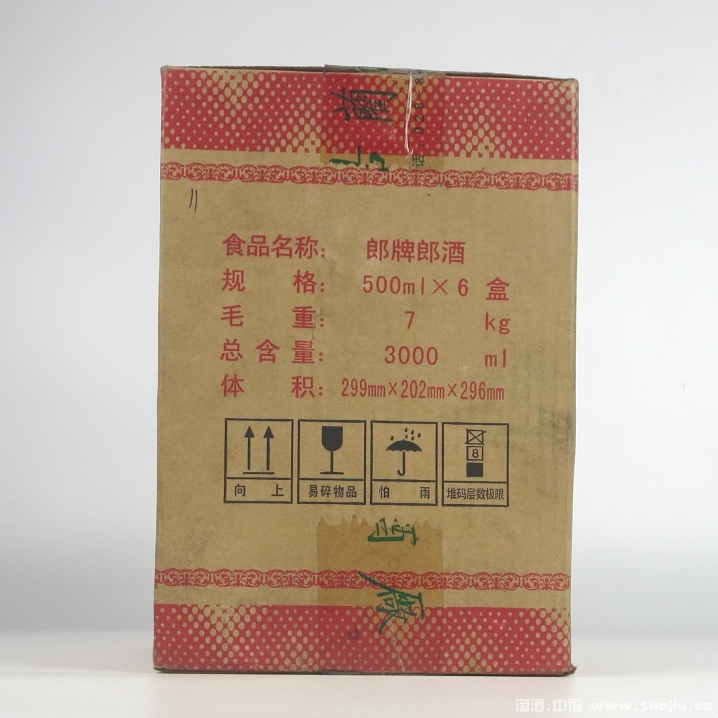 食品名称: 郎牌郎酒
规 格: 500ml×6 盒
毛 重: 7 kg
总含量: 3000 ml
体 积: 299mm×202mm×296mm
向 上
易碎物品
怕 雨
8
堆码层数极限
淘酒.中国 www.taojiu.cc